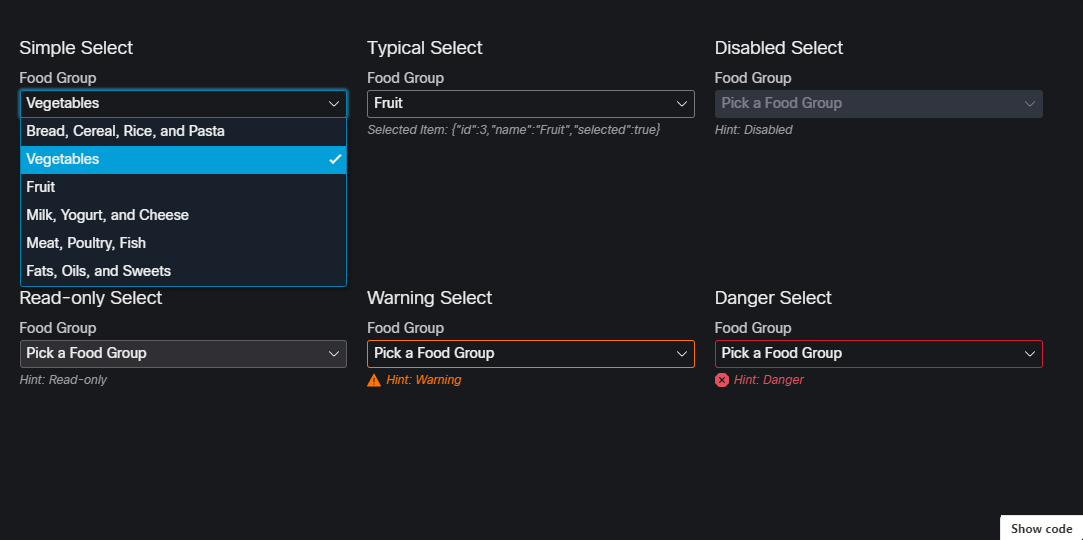 Simple Select
Food Group
Vegetables
Bread, Cereal, Rice, and Pasta
Vegetables
Fruit
Milk, Yogurt, and Cheese
Meat, Poultry, Fish
Fats, Oils, and Sweets
Typical Select
Food Group
Fruit
Selected Item: {"id":3,"name":"Fruit","selected":true}
Disabled Select
Food Group
Pick a Food Group
Hint: Disabled
Read-only Select
Food Group
Pick a Food Group
Hint: Read-only
Warning Select
Food Group
Pick a Food Group
Hint: Warning
Danger Select
Food Group
Pick a Food Group
Hint: Danger
Show code